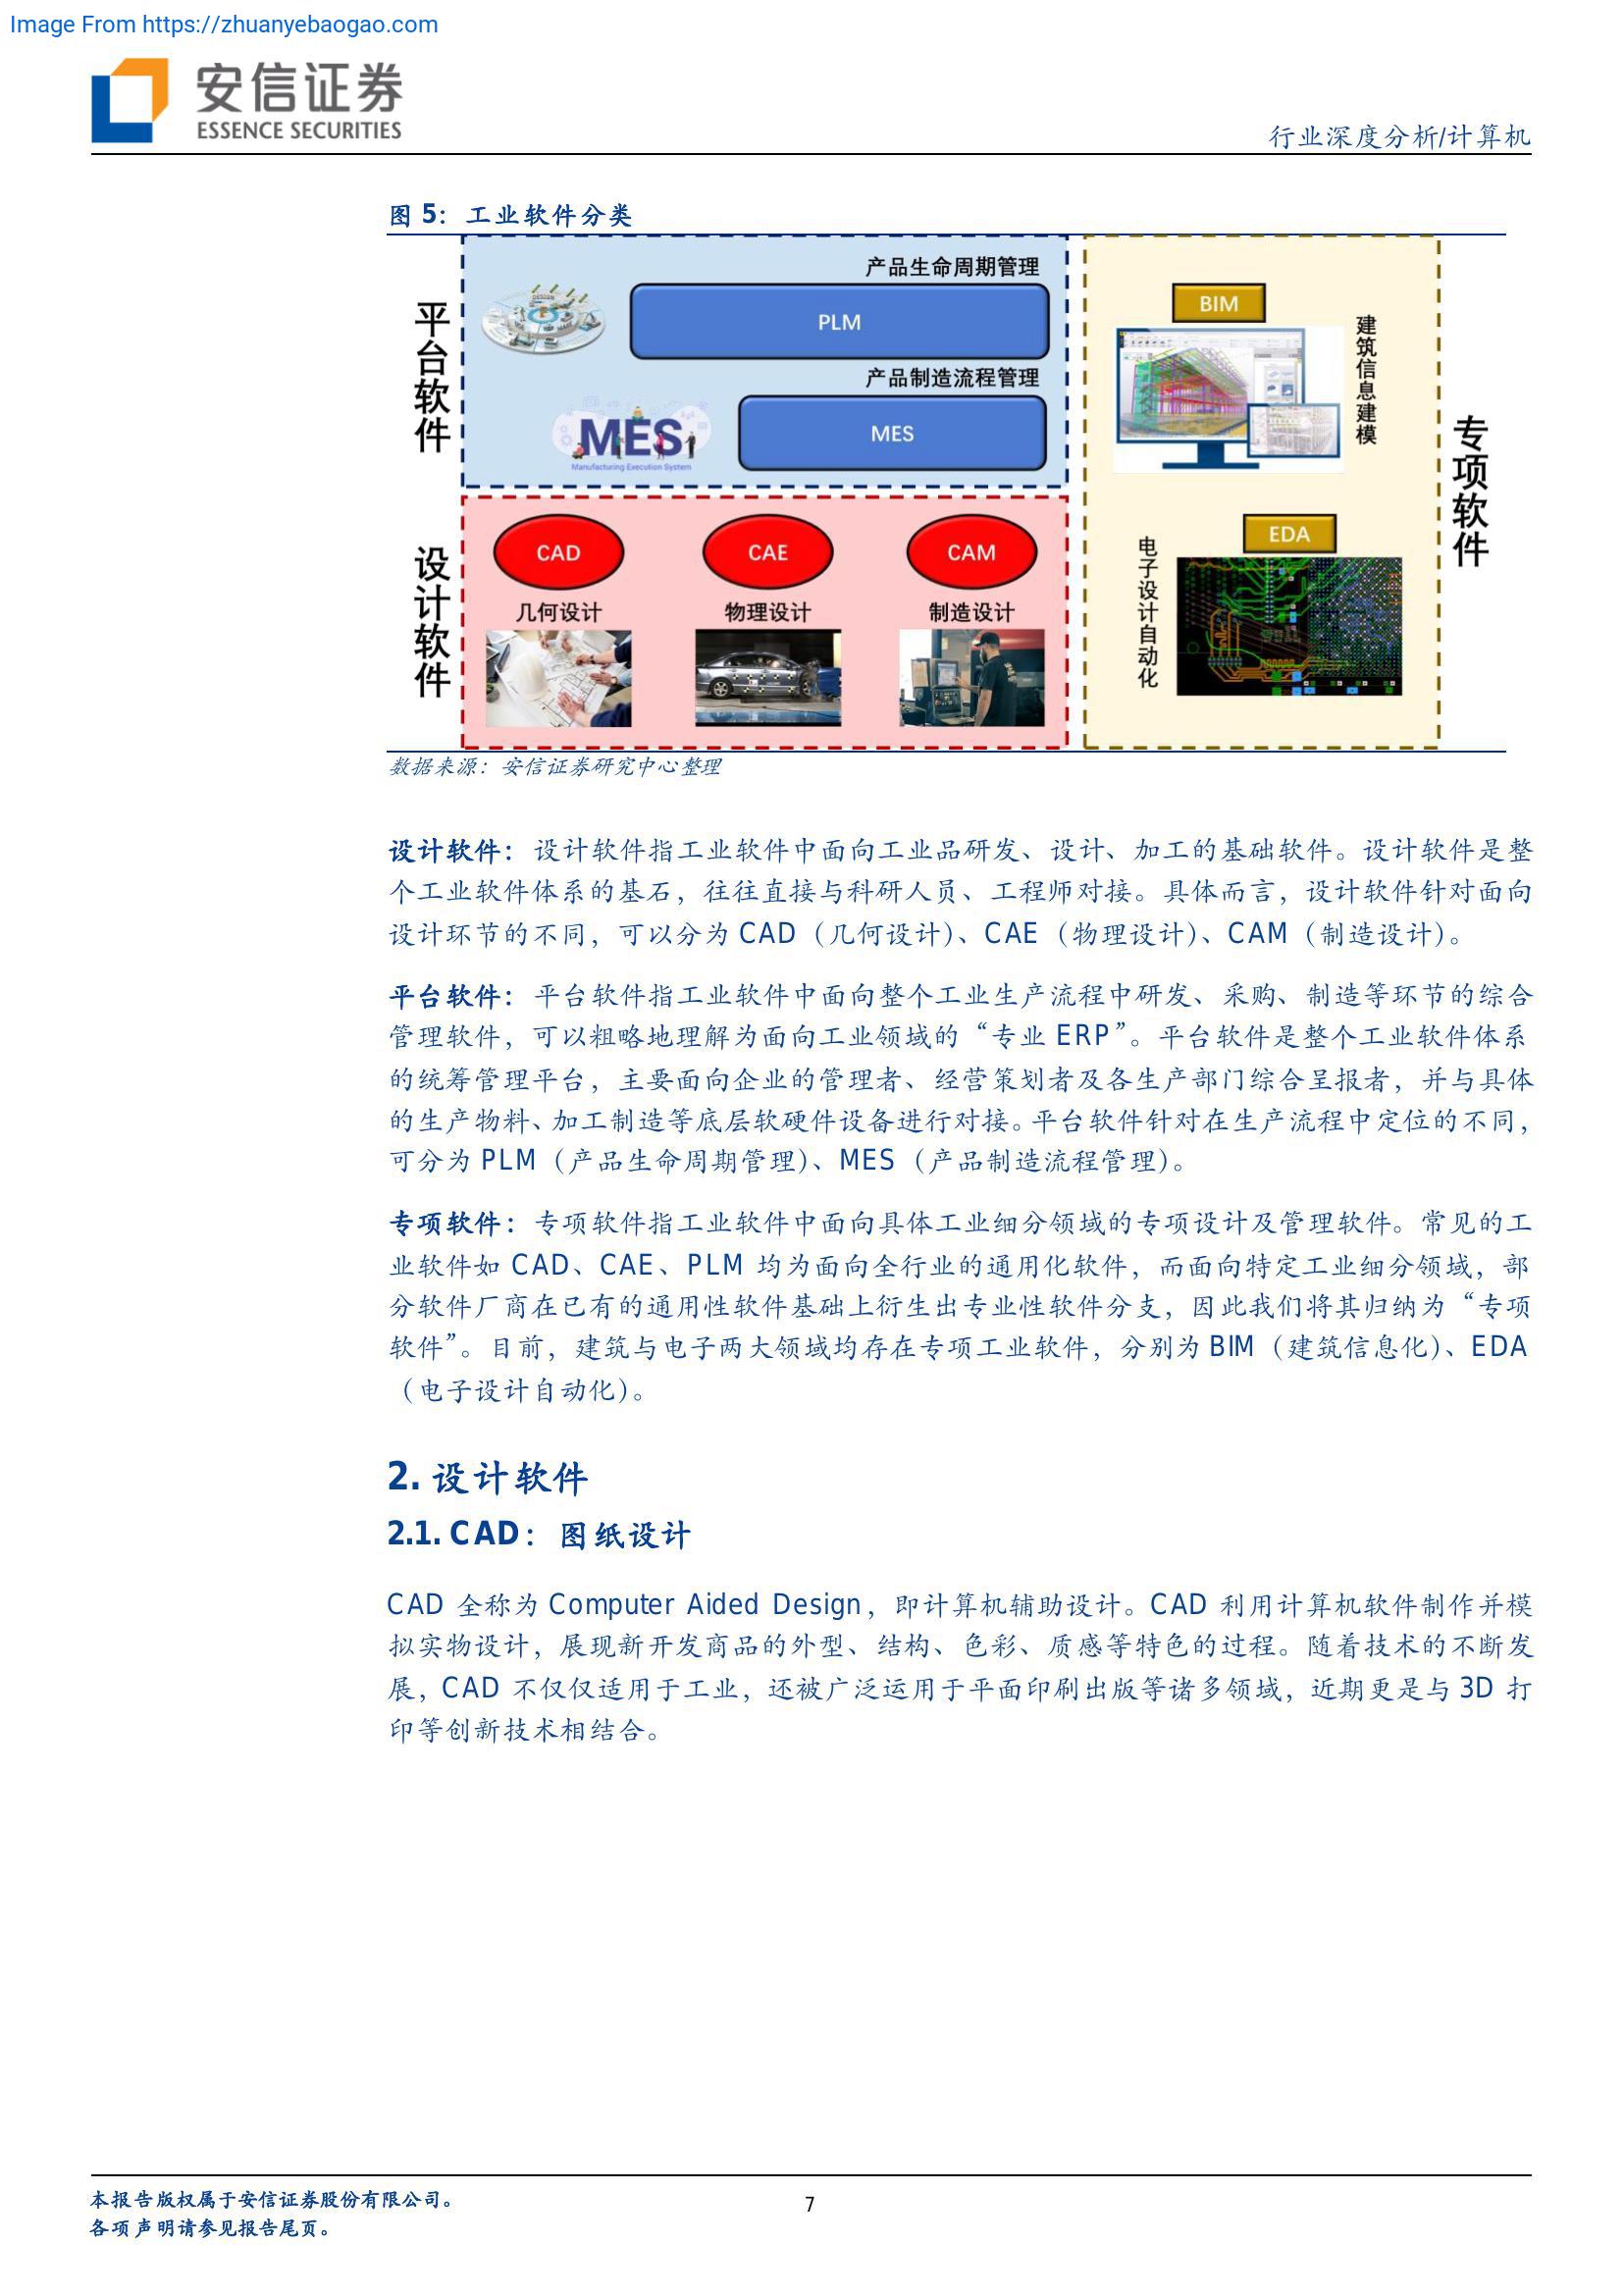 Image From https://zhuanyebaogao.com
安信证券
ESSENCE SECURITIES
行业深度分析/计算机
图 5：工业软件分类
平台软件
产品生命周期管理
PLM
产品制造流程管理
MES
MES
Manufacturing Execution System
设计软件
CAD
CAE
CAM
几何设计
物理设计
制造设计
BIM
建筑信息建模
EDA
电子设计自动化
专项软件
数据来源：安信证券研究中心整理
设计软件：设计软件指工业软件中面向工业品研发、设计、加工的基础软件。设计软件是整
个工业软件体系的基石，往往直接与科研人员、工程师对接。具体而言，设计软件针对面向
设计环节的不同，可以分为 CAD（几何设计）、CAE（物理设计）、CAM（制造设计）。
平台软件：平台软件指工业软件中面向整个工业生产流程中研发、采购、制造等环节的综合
管理软件，可以粗略地理解为面向工业领域的“专业 ERP”。平台软件是整个工业软件体系
的统筹管理平台，主要面向企业的管理者、经营策划者及各生产部门综合呈报者，并与具体
的生产物料、加工制造等底层软硬件设备进行对接。平台软件针对在生产流程中定位的不同，
可分为 PLM（产品生命周期管理）、MES（产品制造流程管理）。
专项软件：专项软件指工业软件中面向具体工业细分领域的专项设计及管理软件。常见的工
业软件如 CAD、CAE、PLM 均为面向全行业的通用化软件，而面向特定工业细分领域，部
分软件厂商在已有的通用性软件基础上衍生出专业性软件分支，因此我们将其归纳为“专项
软件”。目前，建筑与电子两大领域均存在专项工业软件，分别为 BIM（建筑信息化）、EDA
（电子设计自动化）。
2. 设计软件
2.1. CAD：图纸设计
CAD 全称为 Computer Aided Design，即计算机辅助设计。CAD 利用计算机软件制作并模
拟实物设计，展现新开发商品的外型、结构、色彩、质感等特色的过程。随着技术的不断发
展，CAD 不仅仅适用于工业，还被广泛运用于平面印刷出版等诸多领域，近期更是与 3D 打
印等创新技术相结合。
本报告版权属于安信证券股份有限公司。
各项声明请参见报告尾页。
7